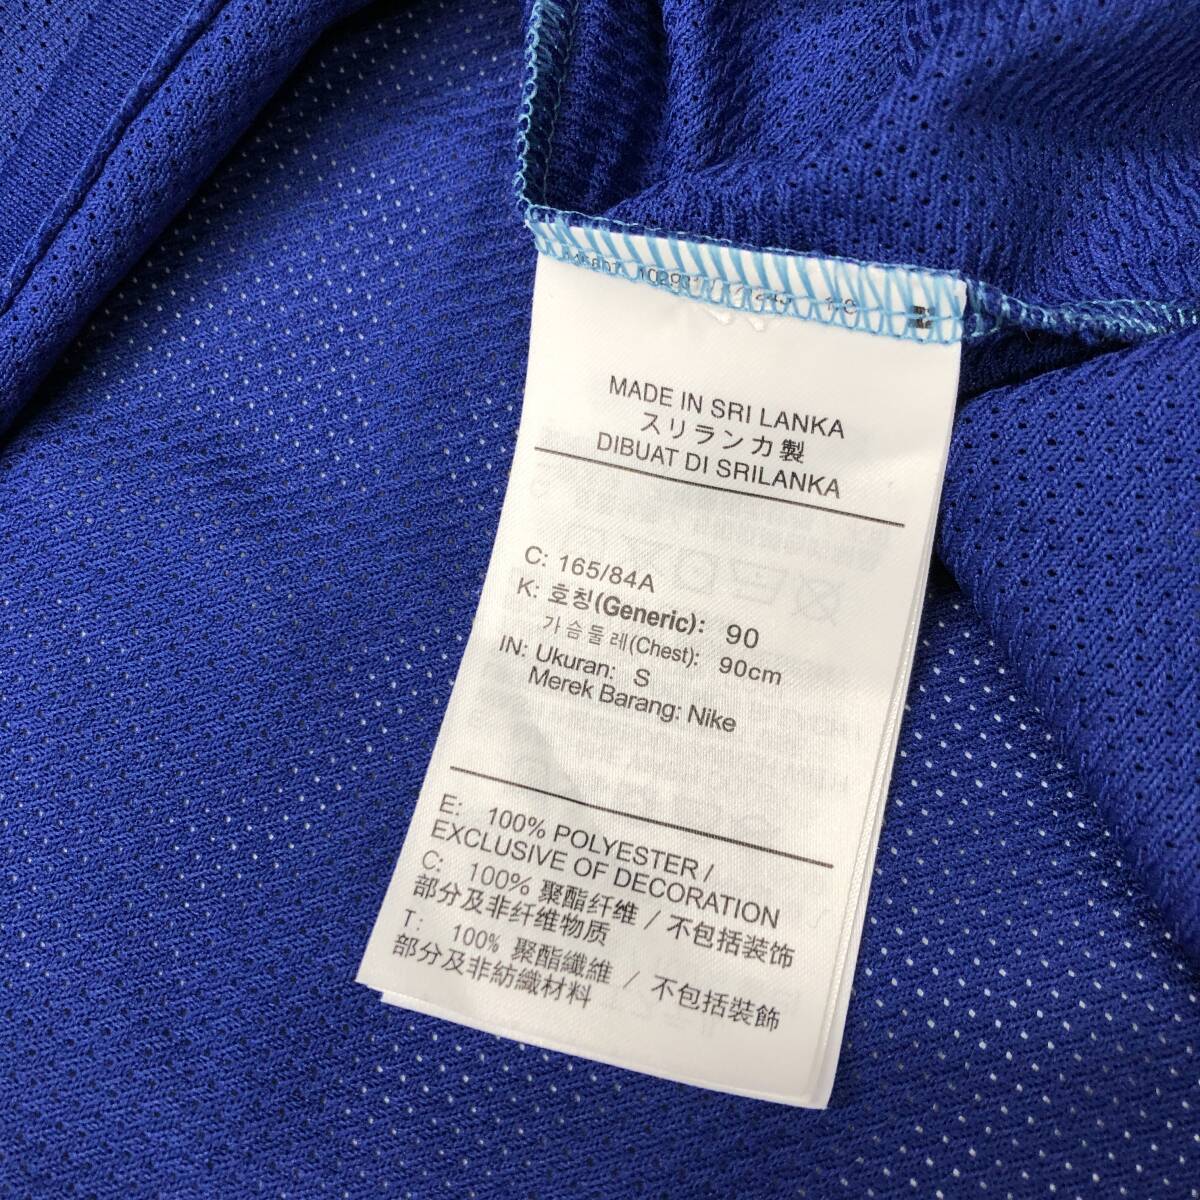 MADE IN SRI LANKA
スリランカ製
DIBUAT DI SRILANKA
C: 165/84A
K: 호칭(Generic): 90
가슴둘레(Chest): 90cm
IN: Ukuran: S
Merek Barang: Nike
E: 100% POLYESTER /
EXCLUSIVE OF DECORATION
C: 100% 聚酯纤维 / 不包括装饰
部分及非纤维物质
T: 100% 聚酯纖維 / 不包括裝飾
部分及非紡織材料